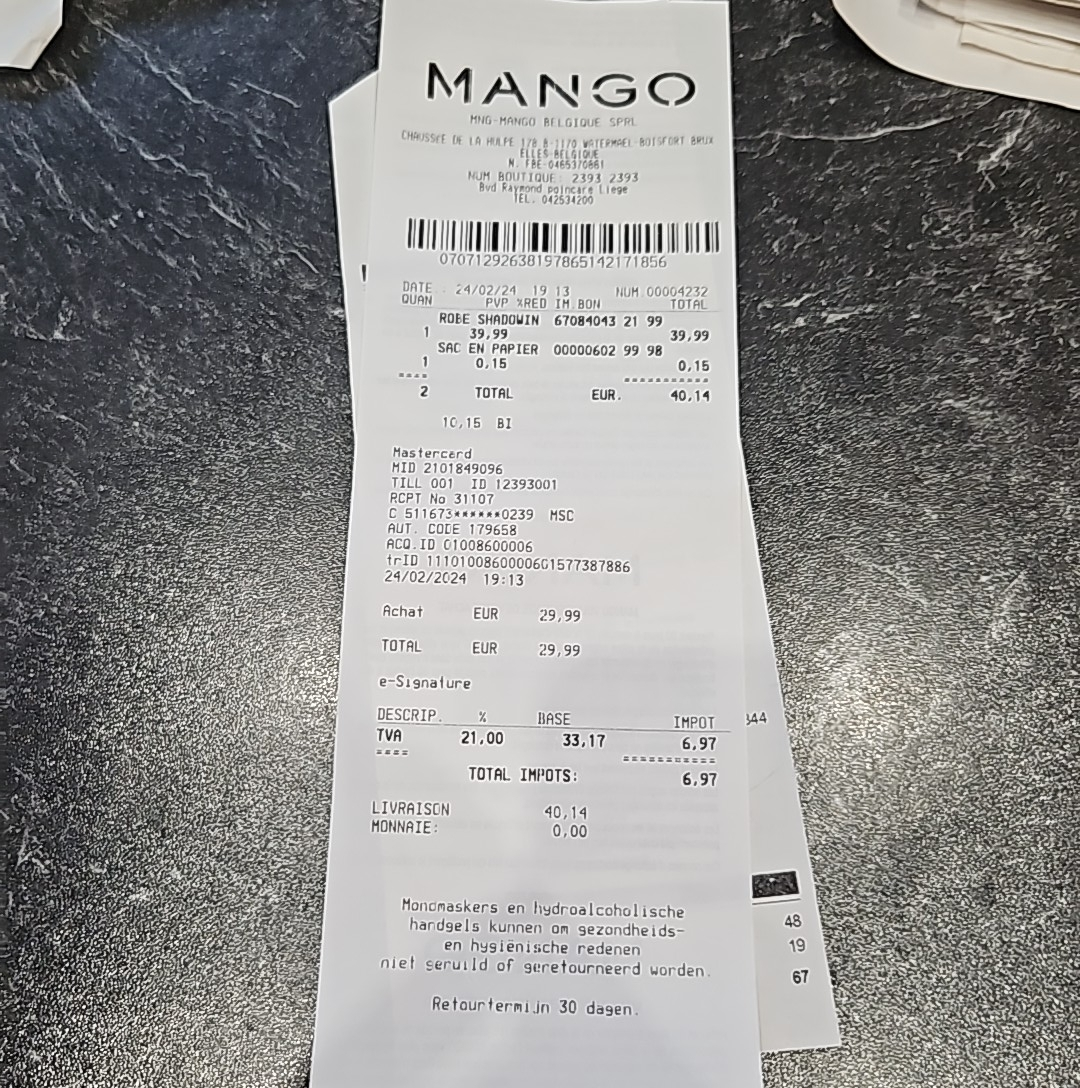 MANGO
MNG-MANGO BELGIQUE SPRL
CHAUSSEE DE LA HULPE 178 B-1170 WATERMAEL-BOISFORT BRUX
ELLES-BELGIQUE
N. FBE-0465370861
NUM BOUTIQUE: 2393 2393
Bvd Raymond poincare Liege
TEL. 042534200
07071292638197865142171856
DATE.. 24/02/24 19 13 NUM 00004232
QUAN PVP %RED IM.BON TOTAL
ROBE SHADOWIN 67084043 21 99
1 39,99 39,99
SAC EN PAPIER 00000602 99 98
1 0,15 0,15
==== ===========
2 TOTAL EUR. 40,14
10,15 BI
Mastercard
MID 2101849096
TILL 001 ID 12393001
RCPT No 31107
C 511673******0239 MSC
AUT. CODE 179658
ACQ.ID 01008600006
trID 1110100860000601577387886
24/02/2024 19:13
Achat EUR 29,99
TOTAL EUR 29,99
e-Signature
DESCRIP. % BASE IMPOT
TVA 21,00 33,17 6,97
==== ===========
TOTAL IMPOTS: 6,97
LIVRAISON 40,14
MONNAIE: 0,00
Mondmaskers en hydroalcoholische
handgels kunnen om gezondheids-
en hygiënische redenen
niet geruild of geretourneerd worden.
Retourtermijn 30 dagen.
48
19
67